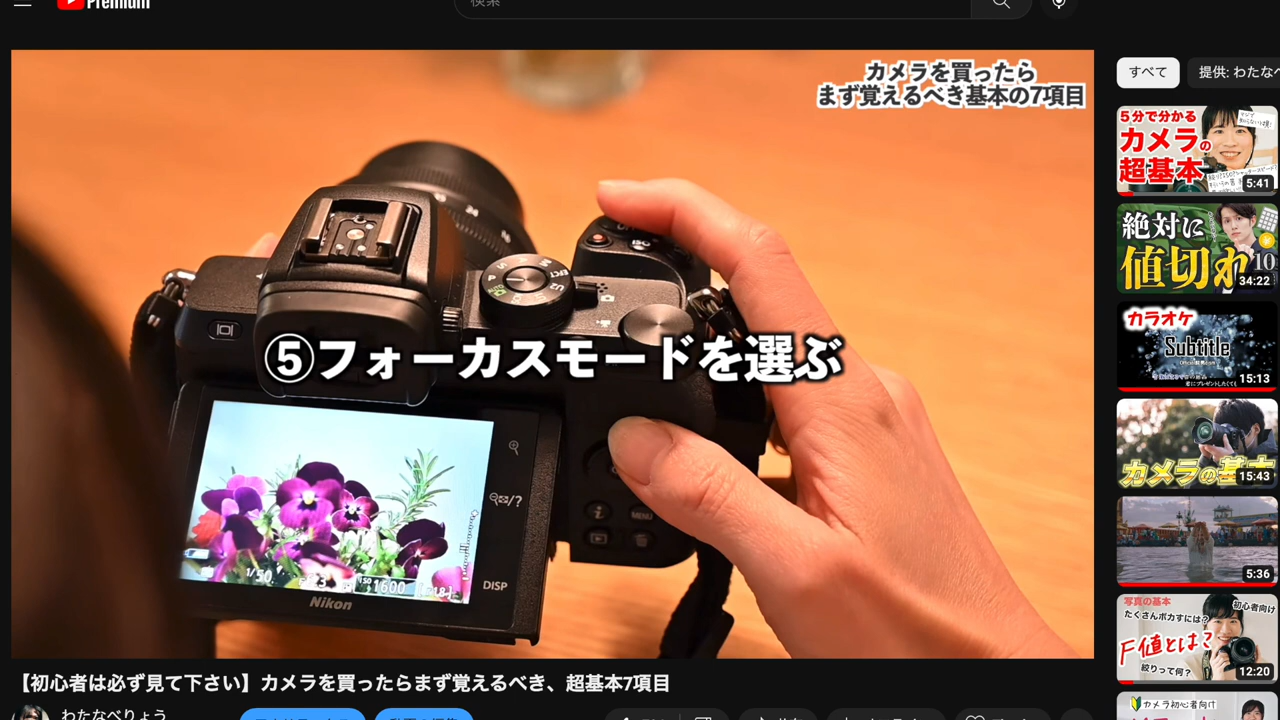 Premium
検索
カメラを買ったら
まず覚えるべき基本の7項目
⑤フォーカスモードを選ぶ
MENU
DISP
1/50
ISO 1600
Nikon
【初心者は必ず見て下さい】カメラを買ったらまず覚えるべき、超基本7項目
わたなべりょう
すべて
提供: わたなべ
5分で分かる
カメラの
超基本
5:41
絶対に
値切れ
10
34:22
カラオケ
Subtitle
15:13
カメラの基本
15:43
5:36
写真の基本
初心者向け
たくさんボカすには?
F値とは?
絞りって何?
12:20
カメラ初心者向け